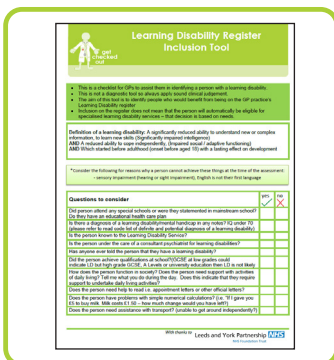 Learning Disability Register
Inclusion Tool
get
checked
out
• This is a checklist for GPs to assist them in identifying a person with a learning disability.
• This is not a diagnostic tool so always apply sound clinical judgement.
• The aim of this tool is to identify people who would benefit from being on the GP practice's
Learning Disability register
• Inclusion on the register does not mean that the person will automatically be eligible for
specialised learning disability services – that decision is based on needs.
Definition of a learning disability: A significantly reduced ability to understand new or complex
information, to learn new skills (Significantly impaired intelligence)
AND A reduced ability to cope independently, (Impaired social / adaptive functioning)
AND Which started before adulthood (onset before aged 18) with a lasting effect on development
*Consider the following for reasons why a person cannot achieve these things at the time of the assessment:
- sensory impairment (hearing or sight impairment), English is not their first language
Questions to consider
yes no
Did person attend any special schools or were they statemented in mainstream school?
Do they have an educational health care plan
Is there a diagnosis of a learning disability/mental handicap in any notes? IQ under 70
(please refer to read code list of definite and potential diagnosis of a learning disability)
Is the person known to the Learning Disability Service?
Is the person under the care of a consultant psychiatrist for learning disabilities?
Has anyone ever told the person that they have a learning disability?
Did the person achieve qualifications at school?(GCSE at low grades could
indicate LD but high grade GCSE, A Levels or university education then LD is not likely
How does the person function in society? Does the person need support with activities
of daily living? Tell me what you do during the day. Does this indicate that they require
support to undertake daily living activities?
Does the person need help to read i.e. appointment letters or other official letters?
Does the person have problems with simple numerical calculations? (i.e. "If I gave you
£5 to buy milk. Milk costs £1.50 – how much change would you have left?)
Does the person need assistance with transport? (unable to get around independently?)
With thanks to Leeds and York Partnership NHS
NHS Foundation Trust